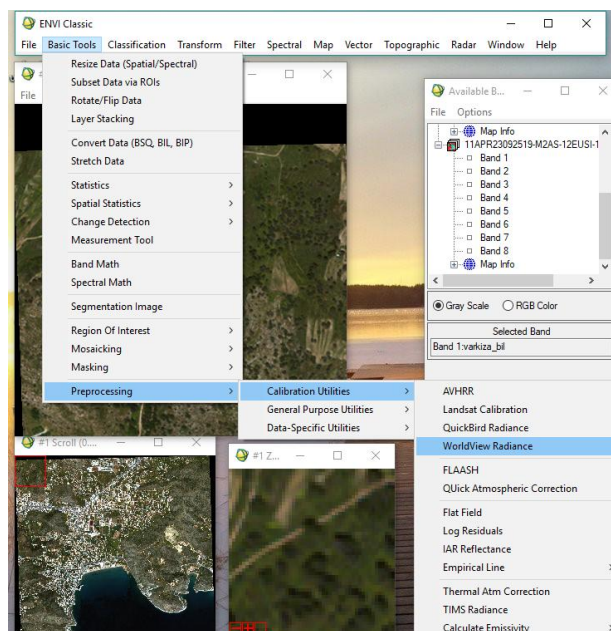 ENVI Classic
File Basic Tools Classification Transform Filter Spectral Map Vector Topographic Radar Window Help
Resize Data (Spatial/Spectral)
Subset Data via ROIs
Rotate/Flip Data
Layer Stacking
Convert Data (BSQ, BIL, BIP)
Stretch Data
Statistics
Spatial Statistics
Change Detection
Measurement Tool
Band Math
Spectral Math
Segmentation Image
Region Of Interest
Mosaicking
Masking
Preprocessing
Calibration Utilities
General Purpose Utilities
Data-Specific Utilities
AVHRR
Landsat Calibration
QuickBird Radiance
WorldView Radiance
FLAASH
QUick Atmospheric Correction
Flat Field
Log Residuals
IAR Reflectance
Empirical Line
Thermal Atm Correction
TIMS Radiance
Calculate Emissivity
File
Available B...
File Options
Map Info
11APR23092519-M2AS-12EUSI-1
Band 1
Band 2
Band 3
Band 4
Band 5
Band 6
Band 7
Band 8
Map Info
Gray Scale RGB Color
Selected Band
Band 1:varkiza_bil
#1 Scroll (0....
#1 Z...